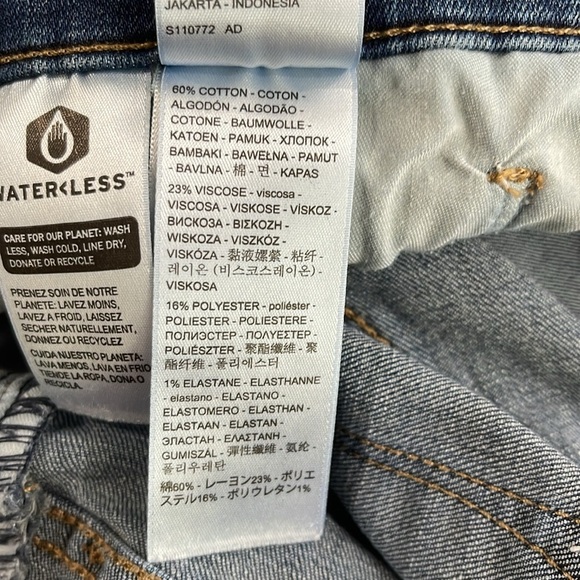 JAKARTA - INDONESIA
S110772 AD
WATER<LESS™
CARE FOR OUR PLANET: WASH
LESS, WASH COLD, LINE DRY,
DONATE OR RECYCLE
PRENEZ SOIN DE NOTRE
PLANETE: LAVEZ MOINS,
LAVEZ A FROID, LAISSEZ
SECHER NATURELLEMENT,
DONNEZ OU RECYCLEZ
CUIDA NUESTRO PLANETA:
LAVA MENOS, LAVA EN FRIO
TIENDE LA ROPA, DONA O
RECICLA.
60% COTTON - COTON -
ALGODÓN - ALGODÃO -
COTONE - BAUMWOLLE -
KATOEN - PAMUK - ХЛОПОК -
BAMBAKI - BAWEŁNA - PAMUT
- BAVLNA - 棉 - 면 - KAPAS
23% VISCOSE - viscosa -
VISCOSA - VISKOSE - VÍSKOZ -
ВИСКОЗА - ΒΙΣΚΟΖΗ -
WISKOZA - VISZKÓZ -
VISKÓZA - 黏液嫘縈 - 粘纤 -
레이온 (비스코스레이온) -
VISKOSA
16% POLYESTER - poliéster ·
POLIESTER - POLIESTERE -
ПОЛИЭСТЕР - ΠΟΛΥΕΣΤΕΡ -
POLIÉSZTER - 聚酯纖維 - 聚
酯纤维 - 폴리에스터
1% ELASTANE - ELASTHANNE
- elastano - ELASTANO -
ELASTOMERO - ELASTHAN -
ELASTAAN - ELASTAN -
ЭЛАСТАН - ΕΛΑΣΤΑΝΗ -
GUMISZÁL - 彈性纖維 - 氨纶 -
폴리우레탄
綿60% - レーヨン23% - ポリエ
ステル16% - ポリウレタン1%